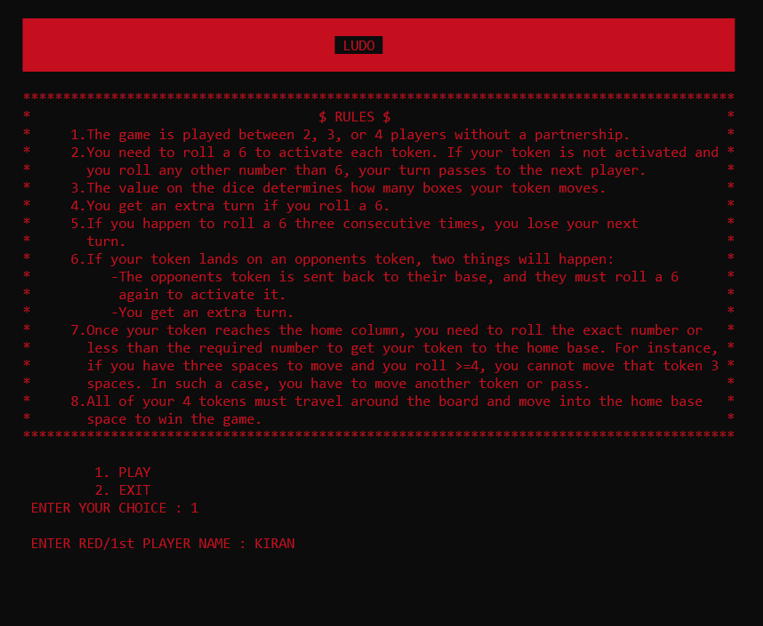 LUDO
*****************************************************************************************
* $ RULES $ *
* 1.The game is played between 2, 3, or 4 players without a partnership. *
* 2.You need to roll a 6 to activate each token. If your token is not activated and *
* you roll any other number than 6, your turn passes to the next player. *
* 3.The value on the dice determines how many boxes your token moves. *
* 4.You get an extra turn if you roll a 6. *
* 5.If you happen to roll a 6 three consecutive times, you lose your next *
* turn. *
* 6.If your token lands on an opponents token, two things will happen: *
* -The opponents token is sent back to their base, and they must roll a 6 *
* again to activate it. *
* -You get an extra turn. *
* 7.Once your token reaches the home column, you need to roll the exact number or *
* less than the required number to get your token to the home base. For instance, *
* if you have three spaces to move and you roll >=4, you cannot move that token 3 *
* spaces. In such a case, you have to move another token or pass. *
* 8.All of your 4 tokens must travel around the board and move into the home base *
* space to win the game. *
*****************************************************************************************
1. PLAY
2. EXIT
ENTER YOUR CHOICE : 1
ENTER RED/1st PLAYER NAME : KIRAN